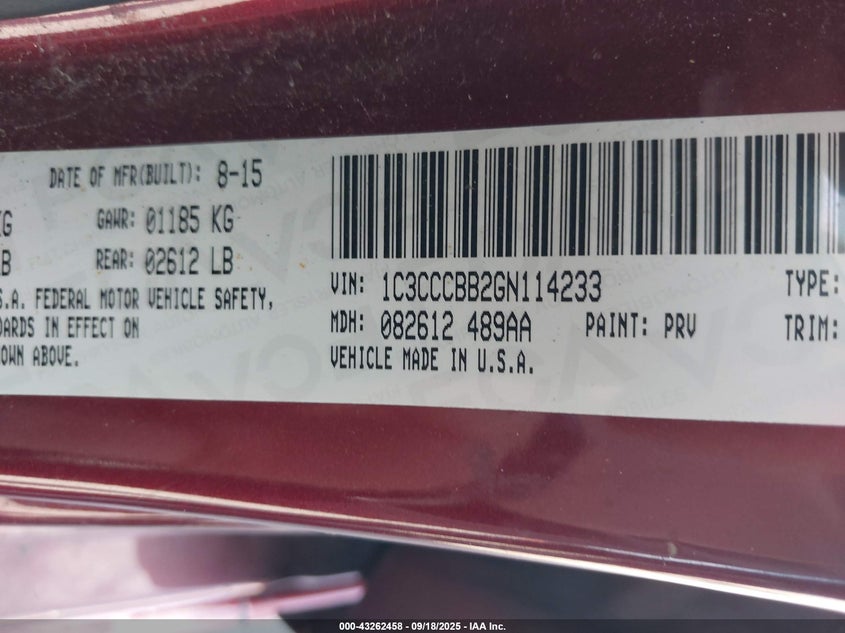 DATE OF MFR(BUILT): 8-15
KG GAWR: 01185 KG
LB REAR: 02612 LB
S.A. FEDERAL MOTOR VEHICLE SAFETY,
DARDS IN EFFECT ON
OWN ABOVE.
VIN: 1C3CCCBB2GN114233 TYPE:
MDH: 082612 489AA PAINT: PRV TRIM:
VEHICLE MADE IN U.S.A.
000-43262458 - 09/18/2025 - IAA Inc.